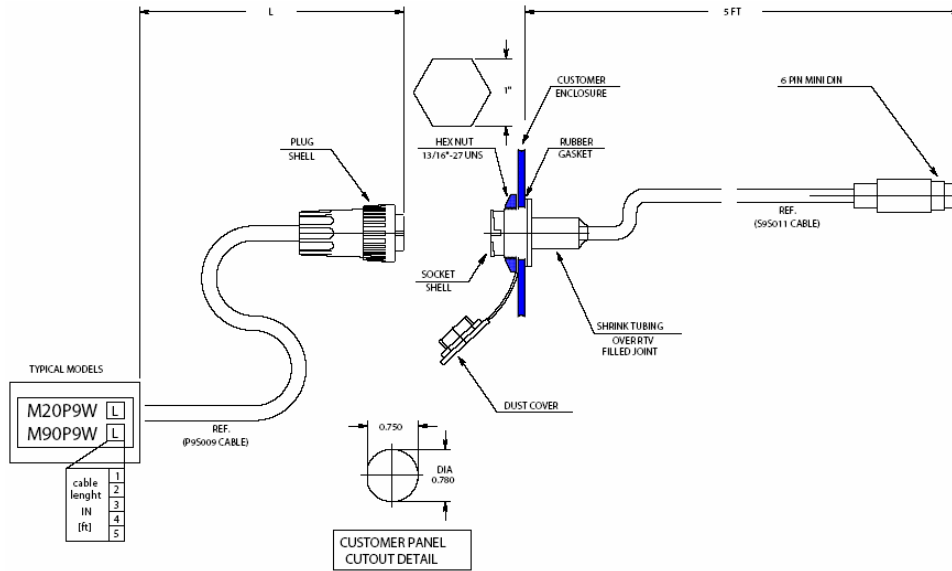 L
5 FT
1"
CUSTOMER
ENCLOSURE
6 PIN MINI DIN
PLUG
SHELL
HEX NUT
13/16"-27 UNS
RUBBER
GASKET
REF.
(S9S011 CABLE)
SOCKET
SHELL
SHRINK TUBING
OVER RTV
FILLED JOINT
TYPICAL MODELS
DUST COVER
M20P9W L
M90P9W L
REF.
(P9S009 CABLE)
0.750
DIA
0.780
cable
lenght
IN
[ft]
1
2
3
4
5
CUSTOMER PANEL
CUTOUT DETAIL